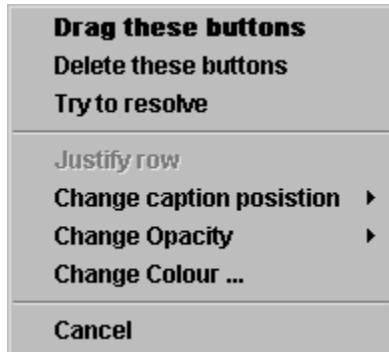 Drag these buttons
Delete these buttons
Try to resolve
Justify row
Change caption posistion
Change Opacity
Change Colour ...
Cancel